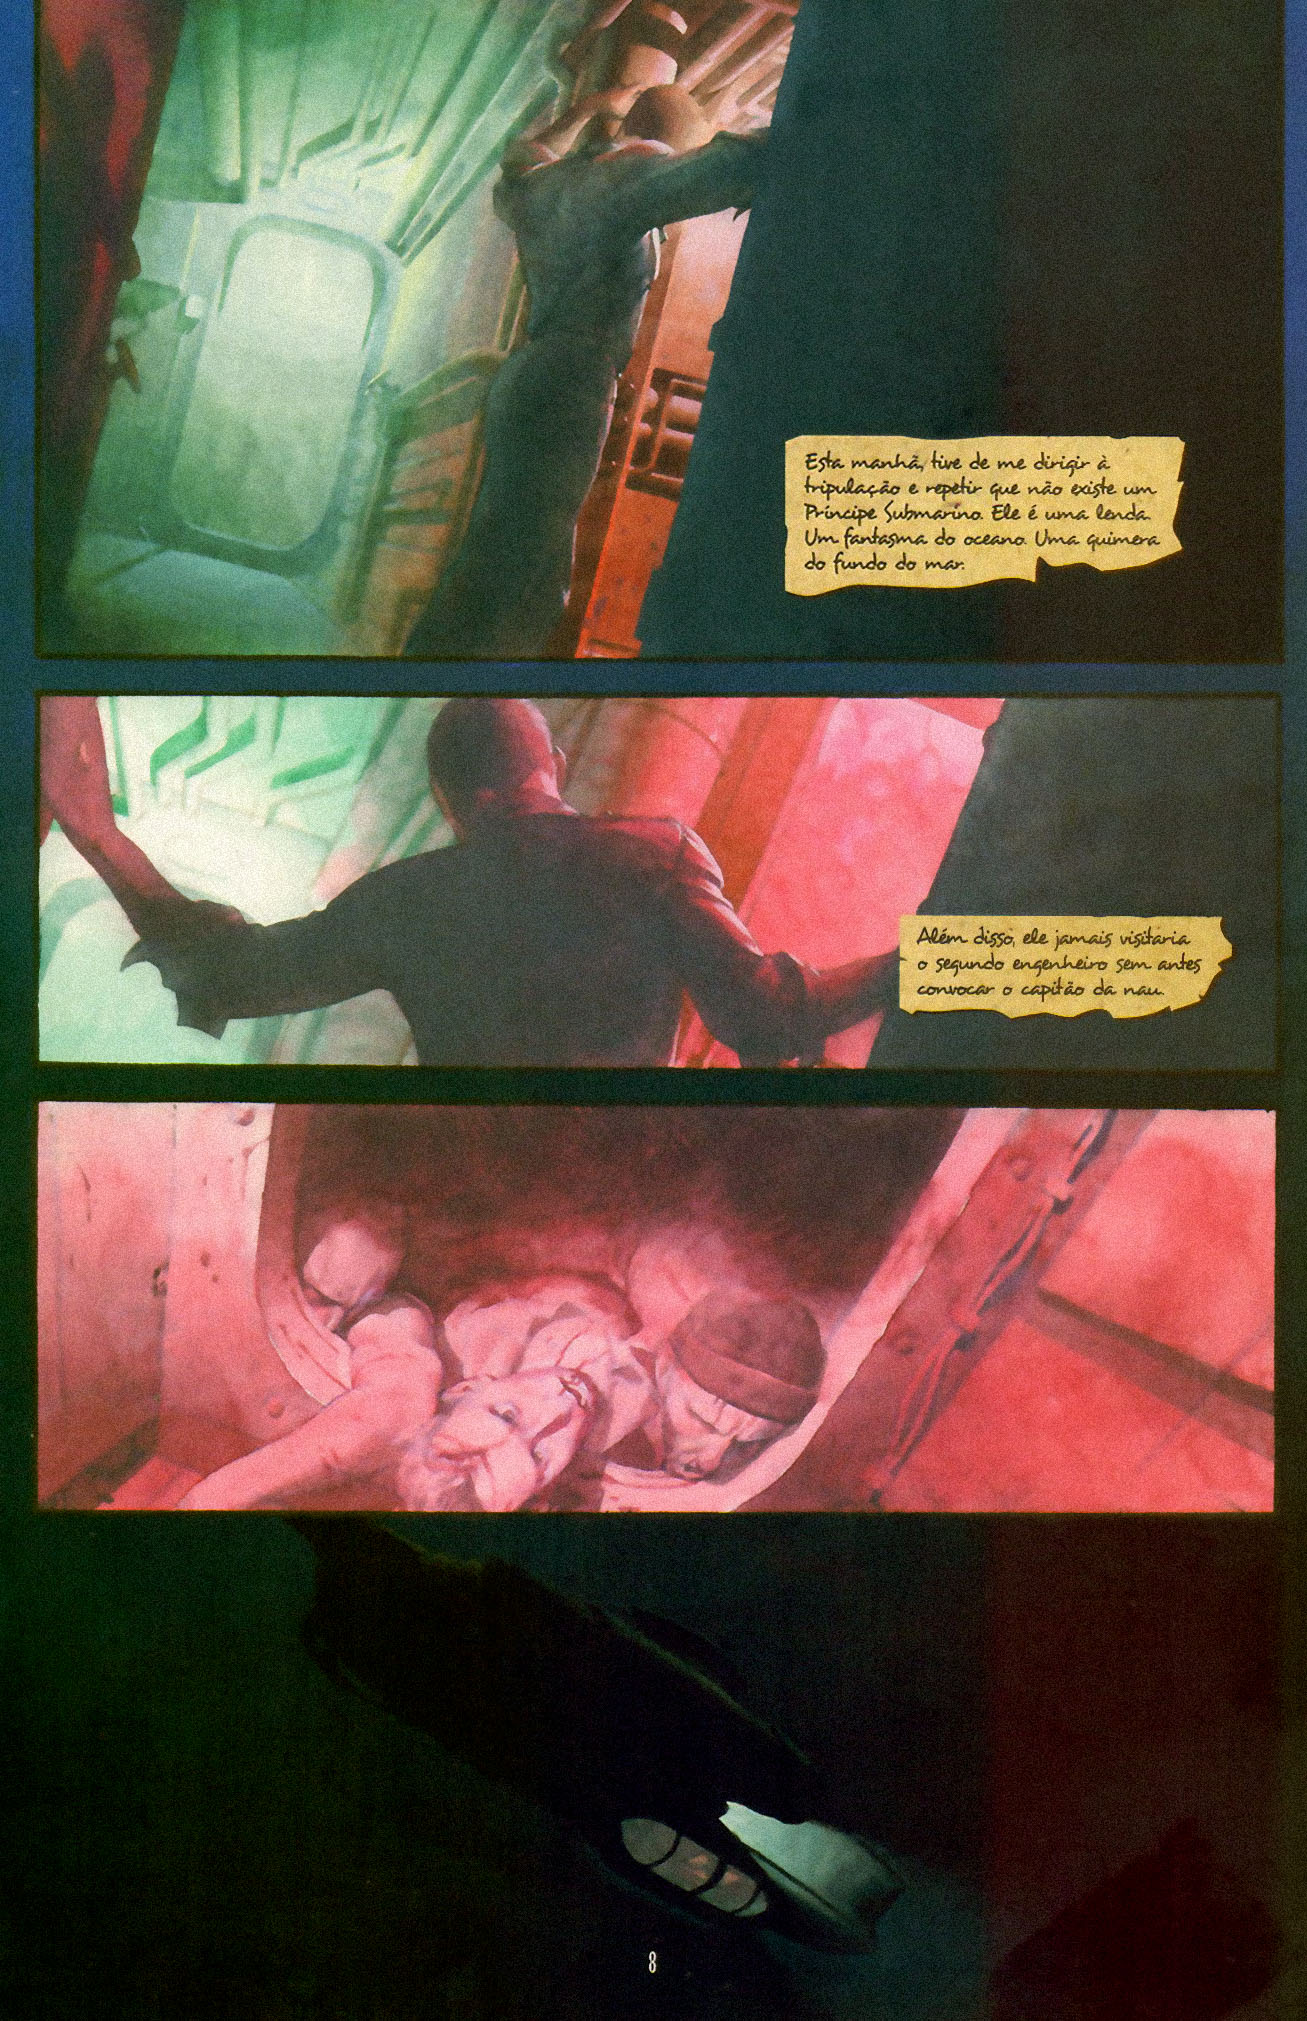 Esta manhã, tive de me dirigir à
tripulação e repetir que não existe um
Príncipe Submarino. Ele é uma lenda.
Um fantasma do oceano. Uma quimera
do fundo do mar.
Além disso, ele jamais visitaria
o segundo engenheiro sem antes
convocar o capitão da nau.
8